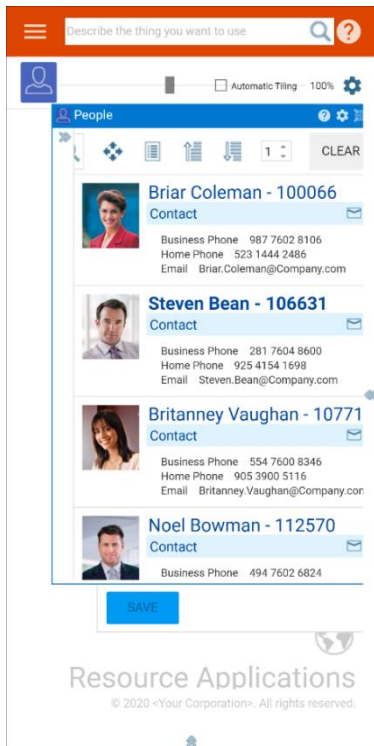 Describe the thing you want to use
Automatic Tiling 100%
People
1 CLEAR
Briar Coleman - 100066
Contact
Business Phone 987 7602 8106
Home Phone 523 1444 2486
Email Briar.Coleman@Company.com
Steven Bean - 106631
Contact
Business Phone 281 7604 8600
Home Phone 925 4154 1698
Email Steven.Bean@Company.com
Britanney Vaughan - 10771
Contact
Business Phone 554 7600 8346
Home Phone 905 3900 5116
Email Britanney.Vaughan@Company.con
Noel Bowman - 112570
Contact
Business Phone 494 7602 6824
SAVE
Resource Applications
© 2020 <Your Corporation>. All rights reserved.